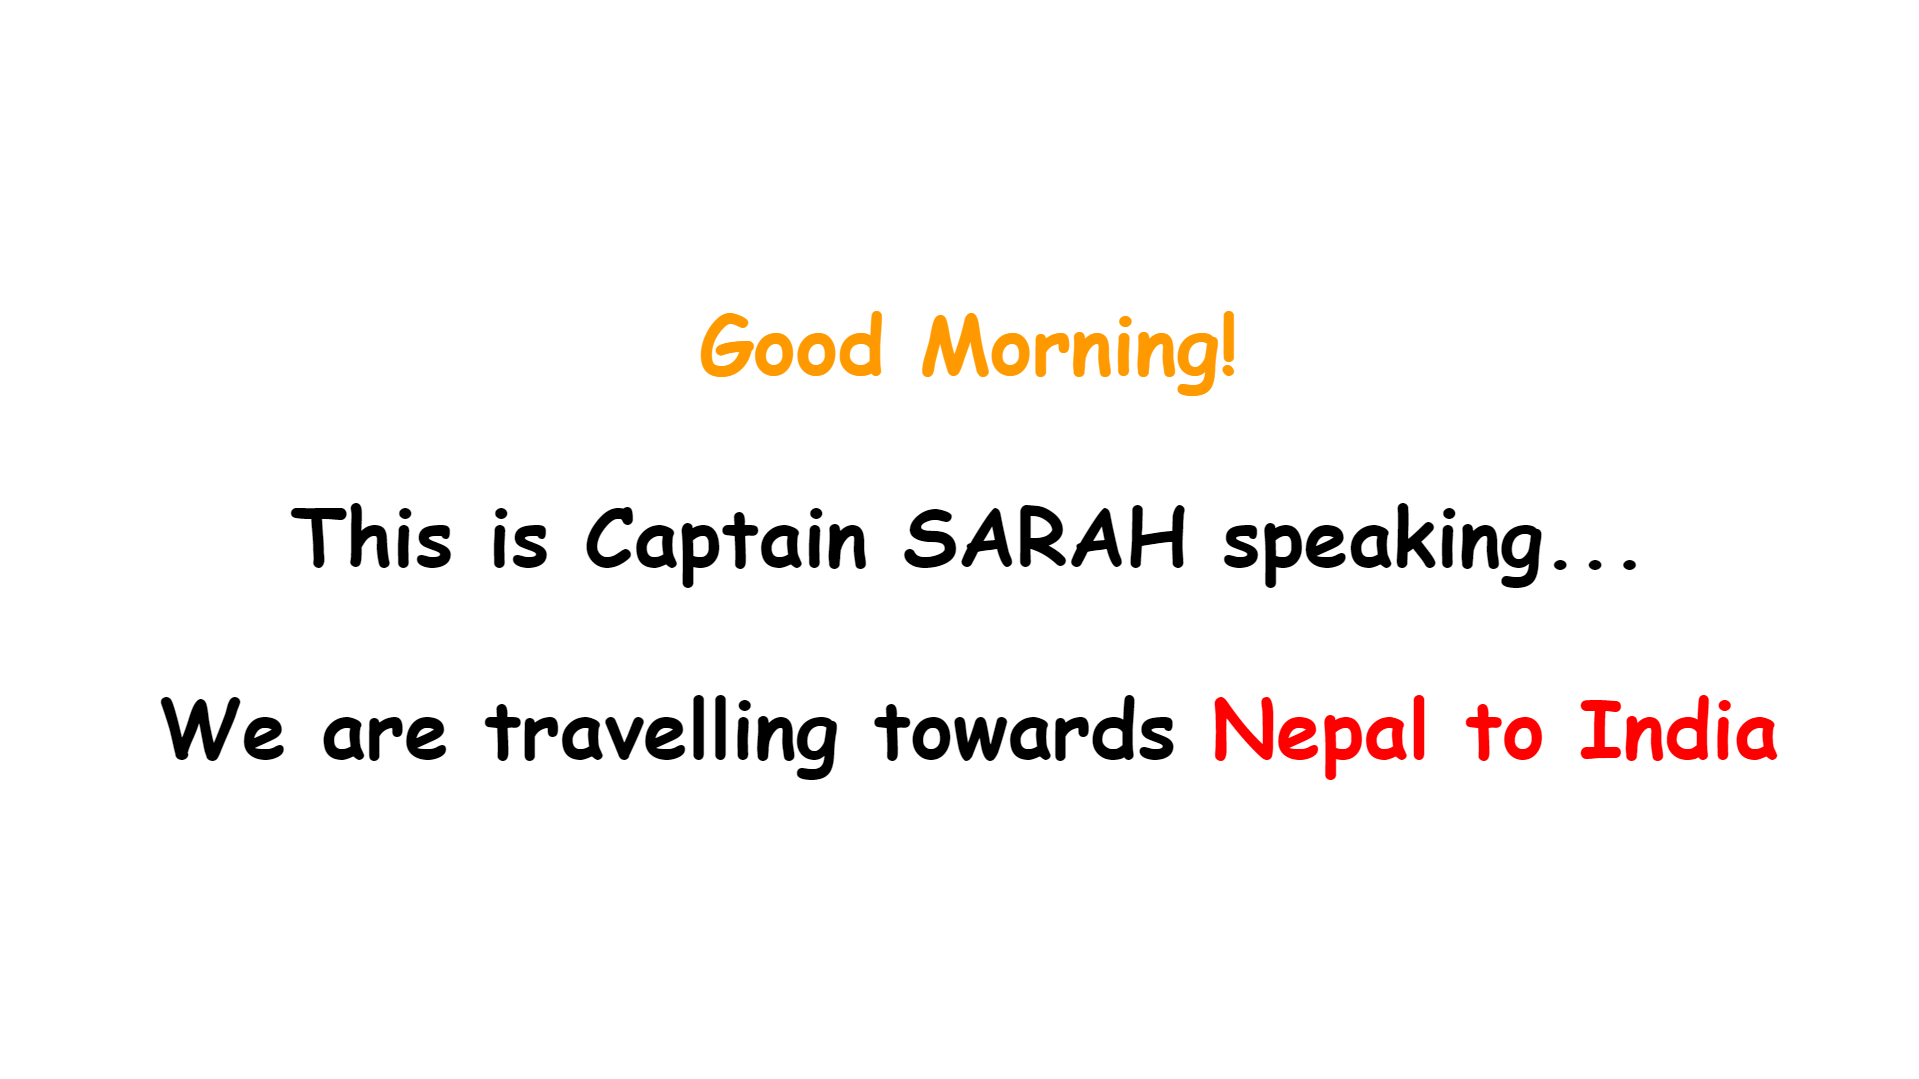 Good Morning!
This is Captain SARAH speaking...
We are travelling towards Nepal to India